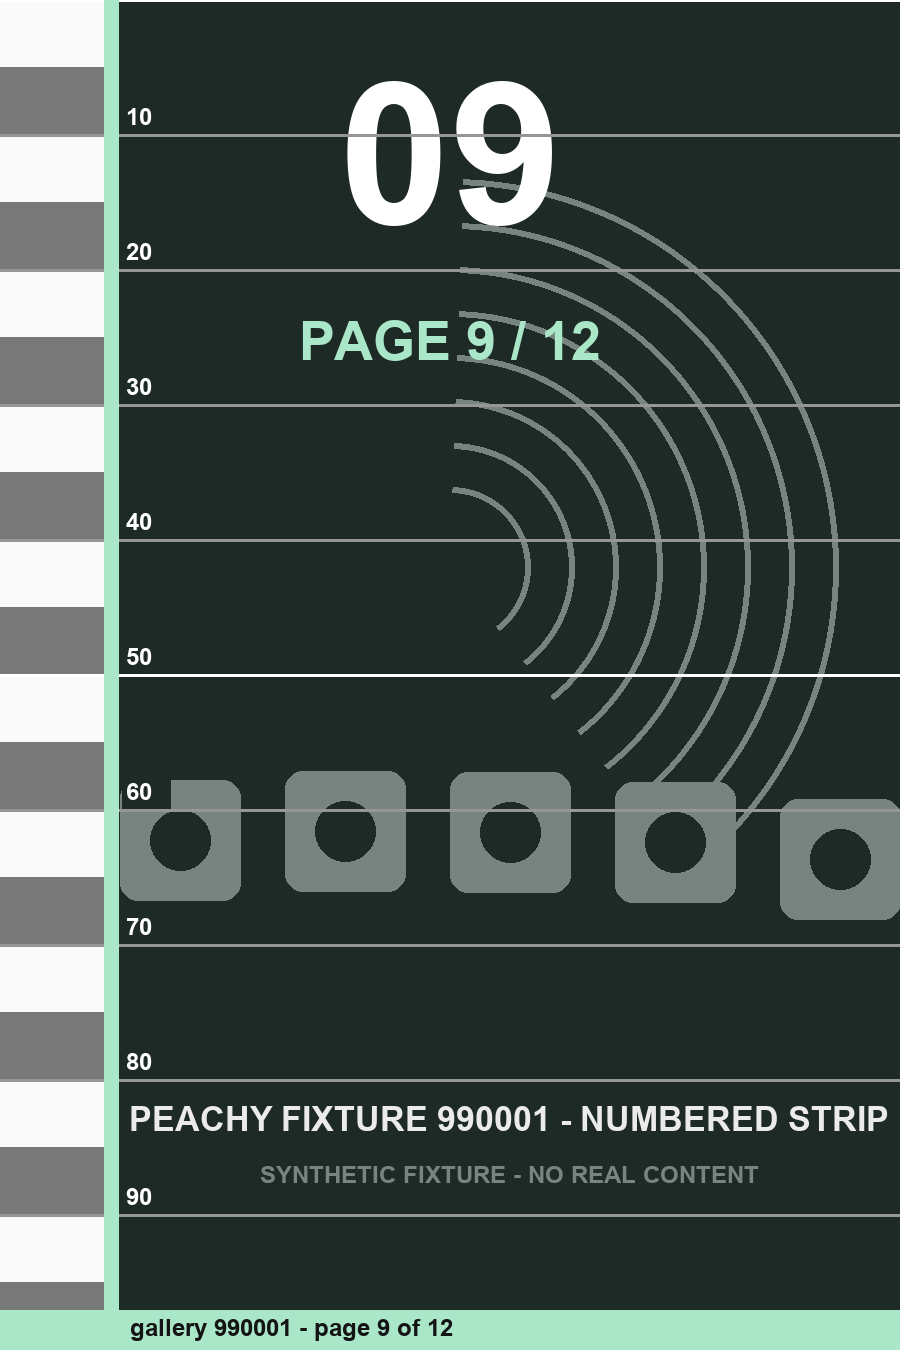 09
10
20
PAGE 9 / 12
30
40
50
60
70
80
PEACHY FIXTURE 990001 - NUMBERED STRIP
SYNTHETIC FIXTURE - NO REAL CONTENT
90
gallery 990001 - page 9 of 12